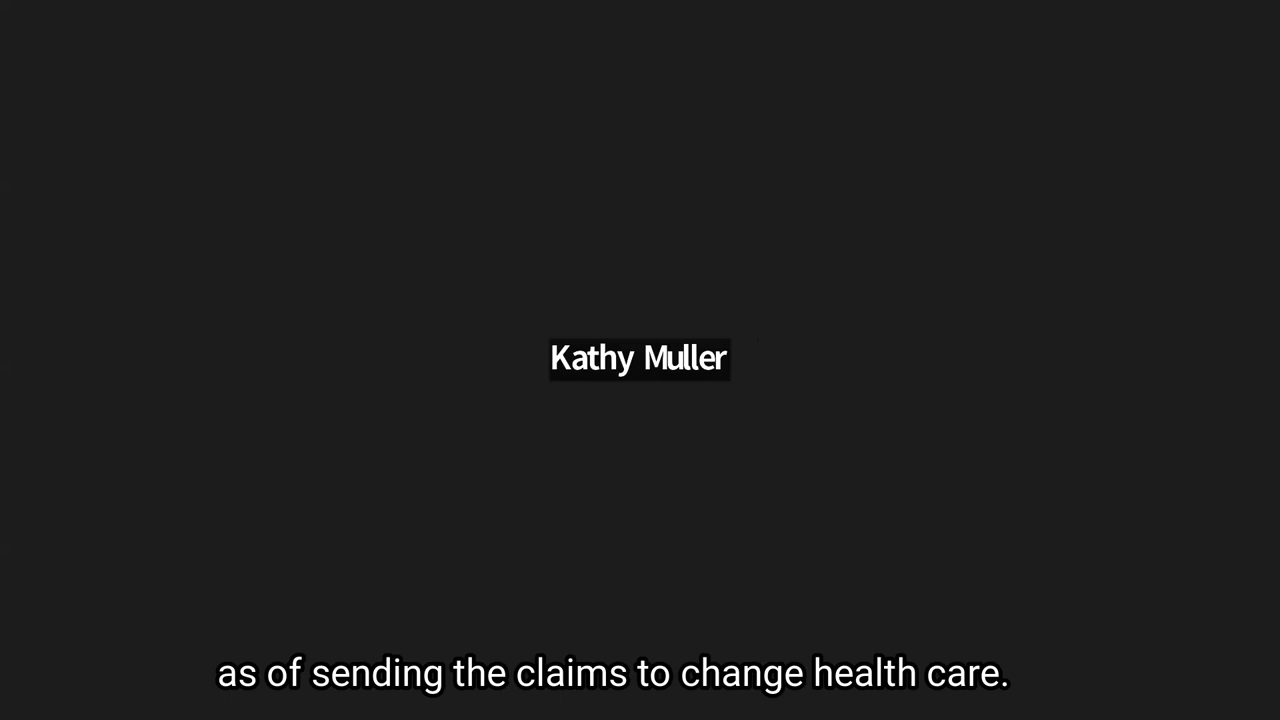 Kathy Muller
as of sending the claims to change health care.